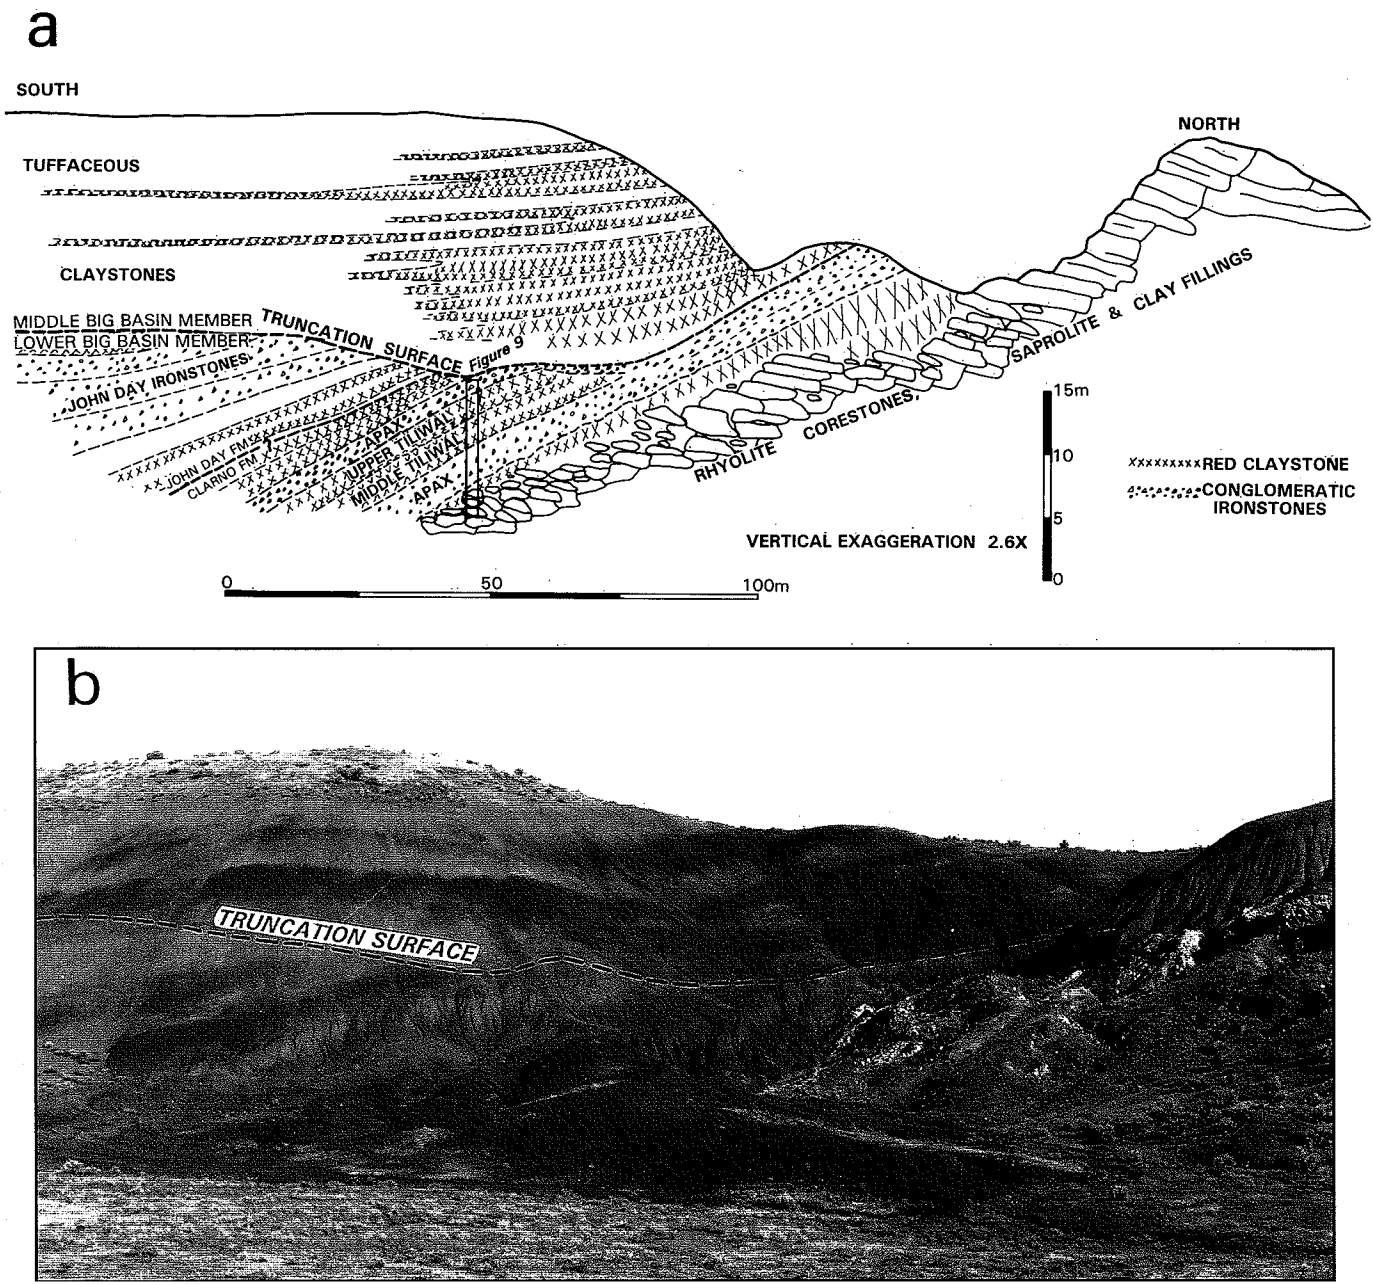 a
SOUTH
NORTH
TUFFACEOUS
CLAYSTONES
MIDDLE BIG BASIN MEMBER
LOWER BIG BASIN MEMBER
TRUNCATION SURFACE
Figure 9
JOHN DAY IRONSTONES
JOHN DAY FM
CLARNO FM ?
APAX
UPPER TILIWAL
MIDDLE TILIWAL
APAX
RHYOLITE CORESTONES,
SAPROLITE & CLAY FILLINGS
15m
10
5
0
xxxxxxxxxx RED CLAYSTONE
CONGLOMERATIC
IRONSTONES
VERTICAL EXAGGERATION 2.6X
0 50 100m
b
TRUNCATION SURFACE